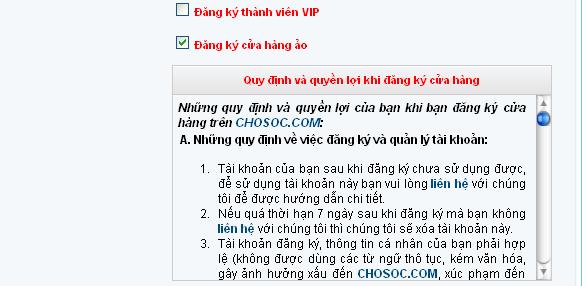 Đăng ký thành viên VIP
Đăng ký cửa hàng ảo
Quy định và quyền lợi khi đăng ký cửa hàng
Những quy định và quyền lợi của bạn khi bạn đăng ký cửa
hàng trên CHOSOC.COM:
A. Những quy định về việc đăng ký và quản lý tài khoản:
1. Tài khoản của bạn sau khi đăng ký chưa sử dụng được,
để sử dụng tài khoản này bạn vui lòng liên hệ với chúng
tôi để được hướng dẫn chi tiết.
2. Nếu quá thời hạn 7 ngày sau khi đăng ký mà bạn không
liên hệ với chúng tôi thì chúng tôi sẽ xóa tài khoản này.
3. Tài khoản đăng ký, thông tin cá nhân của bạn phải hợp
lệ (không được dùng các từ ngữ thô tục, kém văn hóa,
gây ảnh hưởng xấu đến CHOSOC.COM, xúc phạm đến